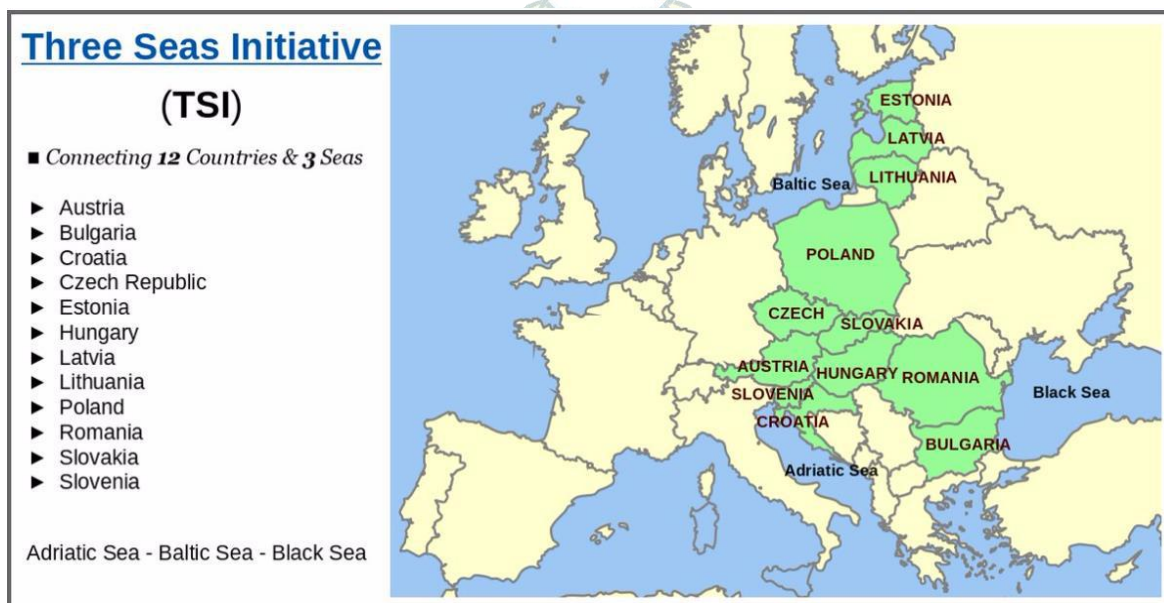 Three Seas Initiative
(TSI)
■ Connecting 12 Countries & 3 Seas
► Austria
► Bulgaria
► Croatia
► Czech Republic
► Estonia
► Hungary
► Latvia
► Lithuania
► Poland
► Romania
► Slovakia
► Slovenia
Adriatic Sea - Baltic Sea - Black Sea
ESTONIA
LATVIA
LITHUANIA
Baltic Sea
POLAND
CZECH
SLOVAKIA
AUSTRIA
HUNGARY
ROMANIA
SLOVENIA
Black Sea
CROATIA
BULGARIA
Adriatic Sea